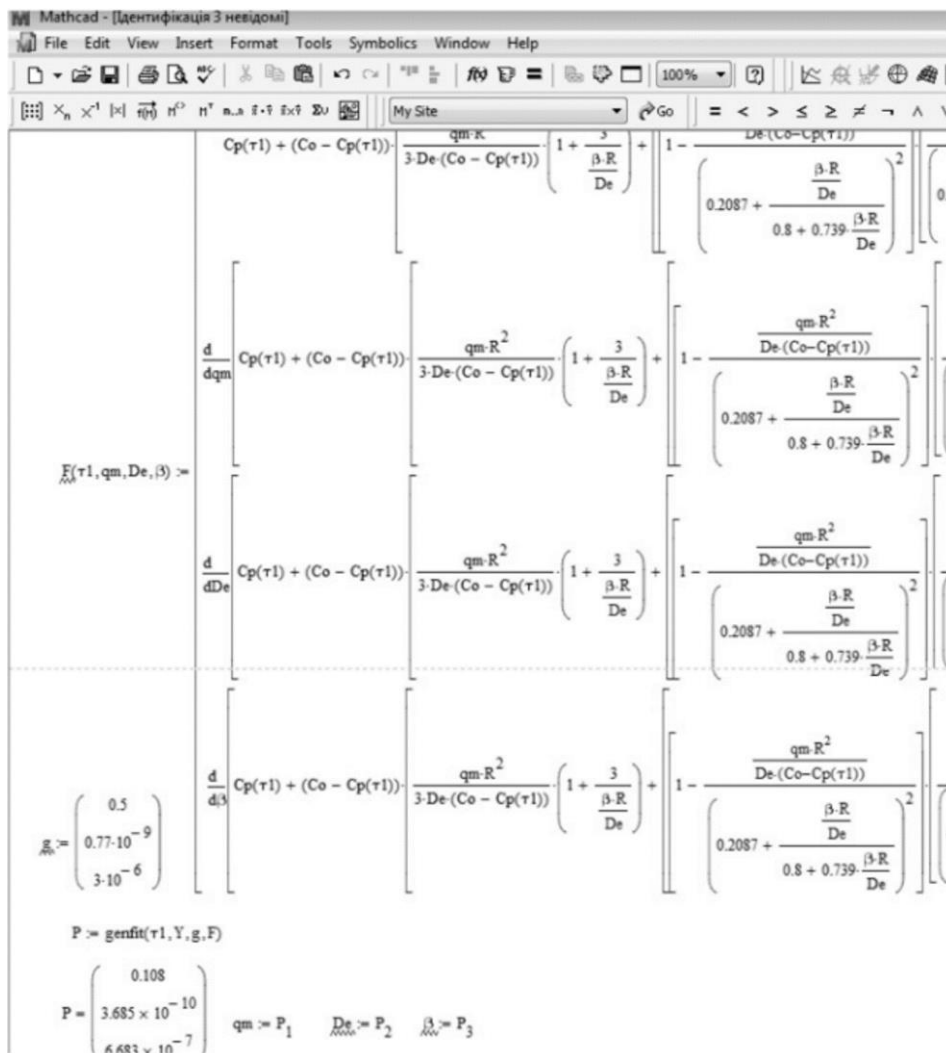 Mathcad - [Ідентифікація 3 невідомі]
File Edit View Insert Format Tools Symbolics Window Help
100%
My Site Go = < > ≤ ≥ ≠ ¬ ∧
Cp(τ1) + (Co − Cp(τ1))·[qm·R / 3·De·(Co − Cp(τ1)) ·(1 + 3 / (β·R / De)) + [[1 − De·(Co−Cp(τ1)) / (0.2087 + (β·R / De) / (0.8 + 0.739·β·R / De))^2
d/dqm [Cp(τ1) + (Co − Cp(τ1))·[qm·R^2 / 3·De·(Co − Cp(τ1)) ·(1 + 3 / (β·R / De)) + [[1 − (qm·R^2 / De·(Co−Cp(τ1))) / (0.2087 + (β·R / De) / (0.8 + 0.739·β·R / De))^2]·[
F(τ1,qm,De,β) :=
d/dDe [Cp(τ1) + (Co − Cp(τ1))·[qm·R^2 / 3·De·(Co − Cp(τ1)) ·(1 + 3 / (β·R / De)) + [[1 − (qm·R^2 / De·(Co−Cp(τ1))) / (0.2087 + (β·R / De) / (0.8 + 0.739·β·R / De))^2]·[
d/dβ [Cp(τ1) + (Co − Cp(τ1))·[qm·R^2 / 3·De·(Co − Cp(τ1)) ·(1 + 3 / (β·R / De)) + [[1 − (qm·R^2 / De·(Co−Cp(τ1))) / (0.2087 + (β·R / De) / (0.8 + 0.739·β·R / De))^2]·[
g := (0.5
0.77·10^−9
3·10^−6)
P := genfit(τ1,Y,g,F)
P = (0.108
3.685 × 10^−10
6.683 × 10^−7)
qm := P1 De := P2 β := P3